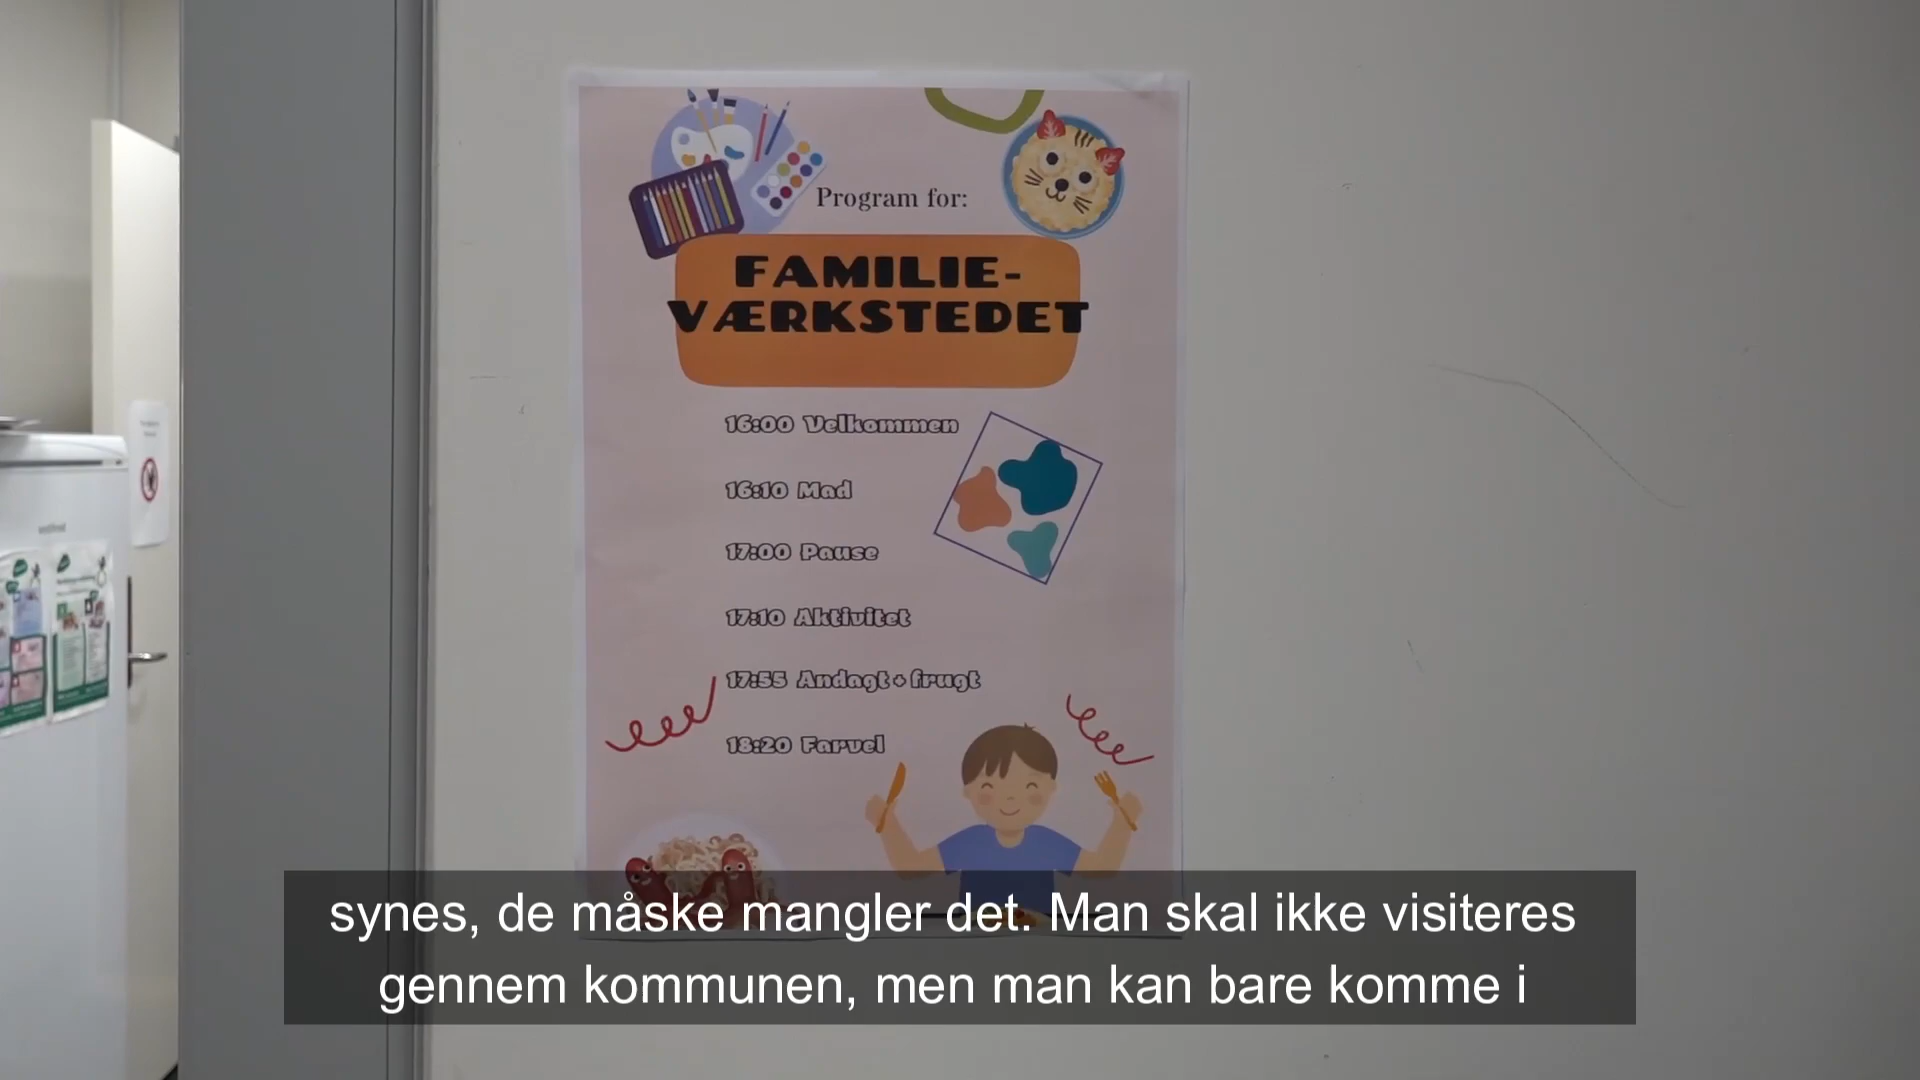 Program for:
FAMILIE-
VÆRKSTEDET
16:00 Velkommen
16:10 Mad
17:00 Pause
17:10 Aktivitet
17:55 Andagt + frugt
18:20 Farvel
synes, de måske mangler det. Man skal ikke visiteres
gennem kommunen, men man kan bare komme i